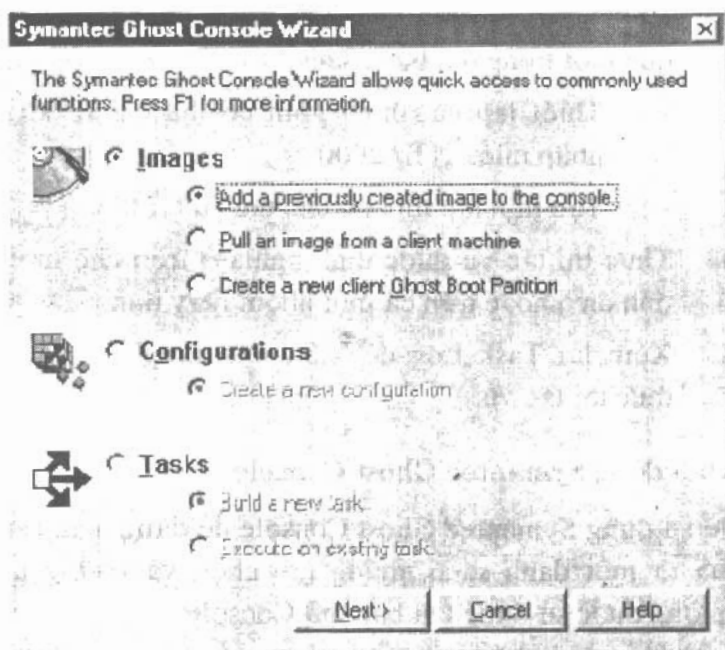 Symantec Ghost Console Wizard
The Symantec Ghost Console Wizard allows quick access to commonly used
functions. Press F1 for more information.
Images
Add a previously created image to the console.
Pull an image from a client machine
Create a new client Ghost Boot Partition
Configurations
Create a new configuration
Tasks
Build a new task
Execute an existing task
Next >
Cancel
Help